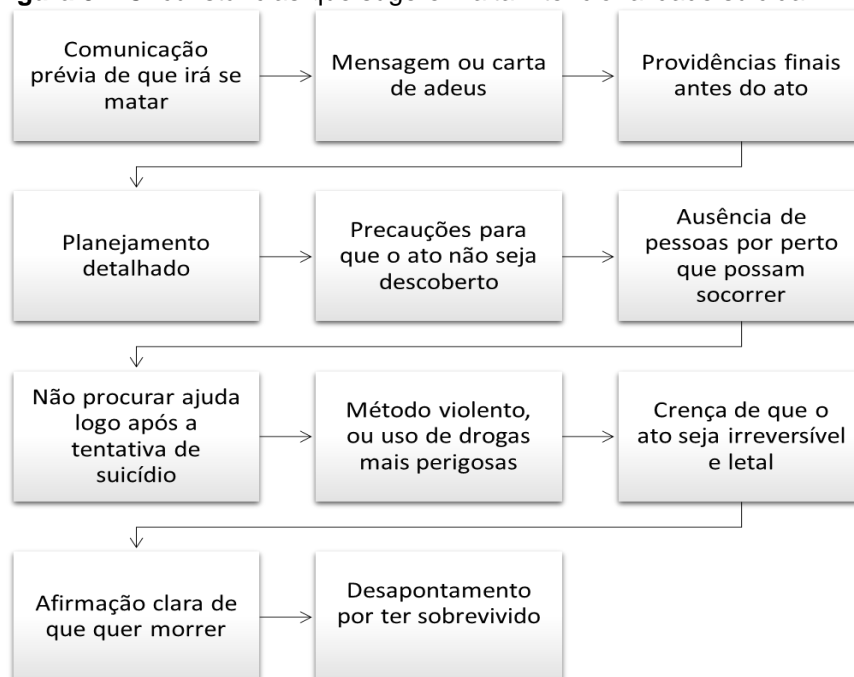 Comunicação
prévia de que irá se
matar
Mensagem ou carta
de adeus
Providências finais
antes do ato
Planejamento
detalhado
Precauções para
que o ato não seja
descoberto
Ausência de
pessoas por perto
que possam
socorrer
Não procurar ajuda
logo após a
tentativa de
suicídio
Método violento,
ou uso de drogas
mais perigosas
Crença de que o
ato seja irreversível
e letal
Afirmação clara de
que quer morrer
Desapontamento
por ter sobrevivido